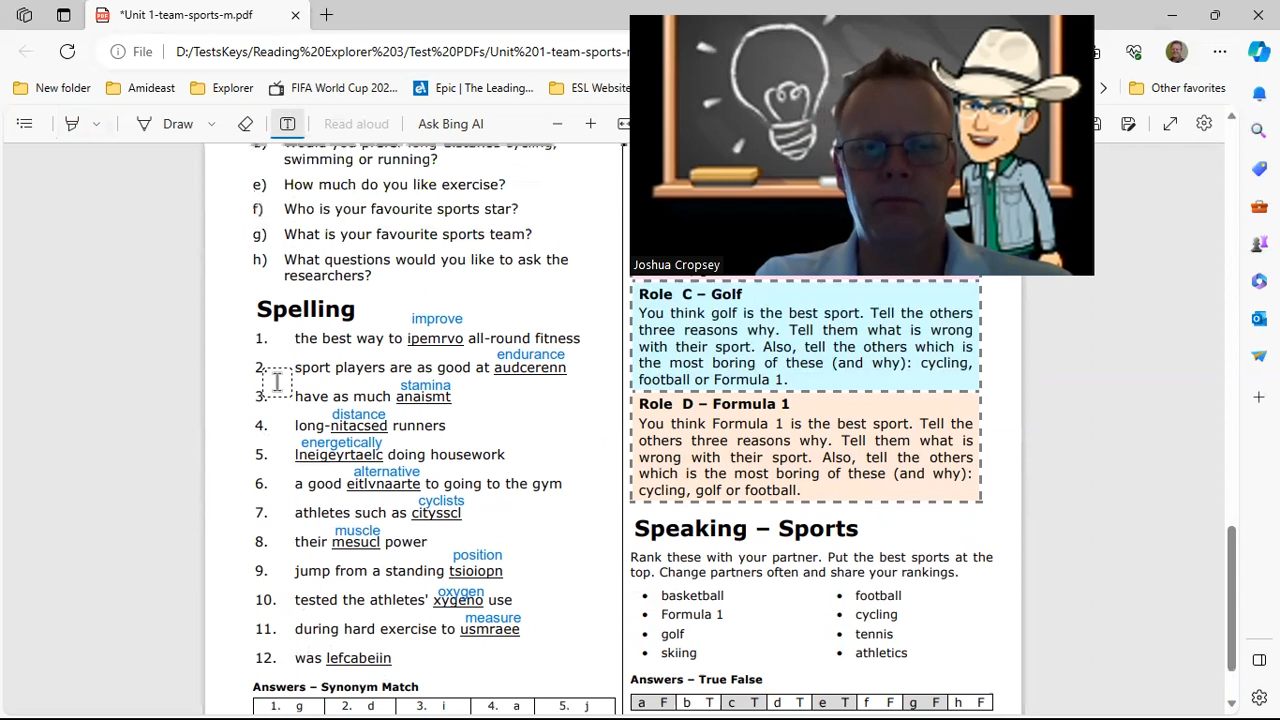 *Unit 1-team-sports-m.pdf
File
D:/TestsKeys/Reading%20Explorer%203/Test%20PDFs/Unit%201-team-sports-m
New folder
Amideast
Explorer
FIFA World Cup 202...
Epic | The Leading...
ESL Website
Other favorites
Draw
Read aloud
Ask Bing AI
Joshua Cropsey
swimming or running?
e) How much do you like exercise?
f) Who is your favourite sports star?
g) What is your favourite sports team?
h) What questions would you like to ask the
researchers?
Spelling
improve
1. the best way to ipemrvo all-round fitness
endurance
2. sport players are as good at audcerenn
stamina
3. have as much anaismt
distance
4. long-nitacsed runners
energetically
5. lneigeyrtaelc doing housework
alternative
6. a good eitlvnaarte to going to the gym
cyclists
7. athletes such as citysscl
muscle
8. their mesucl power
position
9. jump from a standing tsioiopn
oxygen
10. tested the athletes' xygeno use
measure
11. during hard exercise to usmraee
12. was lefcabeiin
Answers – Synonym Match
1. g 2. d 3. i 4. a 5. j
Role C – Golf
You think golf is the best sport. Tell the others
three reasons why. Tell them what is wrong
with their sport. Also, tell the others which is
the most boring of these (and why): cycling,
football or Formula 1.
Role D – Formula 1
You think Formula 1 is the best sport. Tell the
others three reasons why. Tell them what is
wrong with their sport. Also, tell the others
which is the most boring of these (and why):
cycling, golf or football.
Speaking – Sports
Rank these with your partner. Put the best sports at the
top. Change partners often and share your rankings.
• basketball
• Formula 1
• golf
• skiing
• football
• cycling
• tennis
• athletics
Answers – True False
a F b T c T d T e T f F g F h F